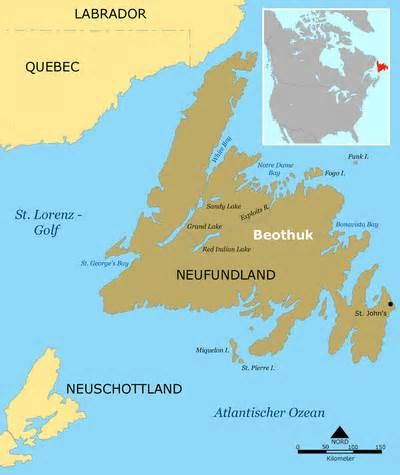 LABRADOR
QUEBEC
White Bay
Notre Dame
Bay
Funk I.
Fogo I.
Sandy Lake
Exploits R.
St. Lorenz -
Golf
Grand Lake
Beothuk
Bonavista Bay
Red Indian Lake
St. George's Bay
NEUFUNDLAND
St. John's
Miquelon I.
St. Pierre I.
NEUSCHOTTLAND
Atlantischer Ozean
0 50 NORD 100 150
Kilometer